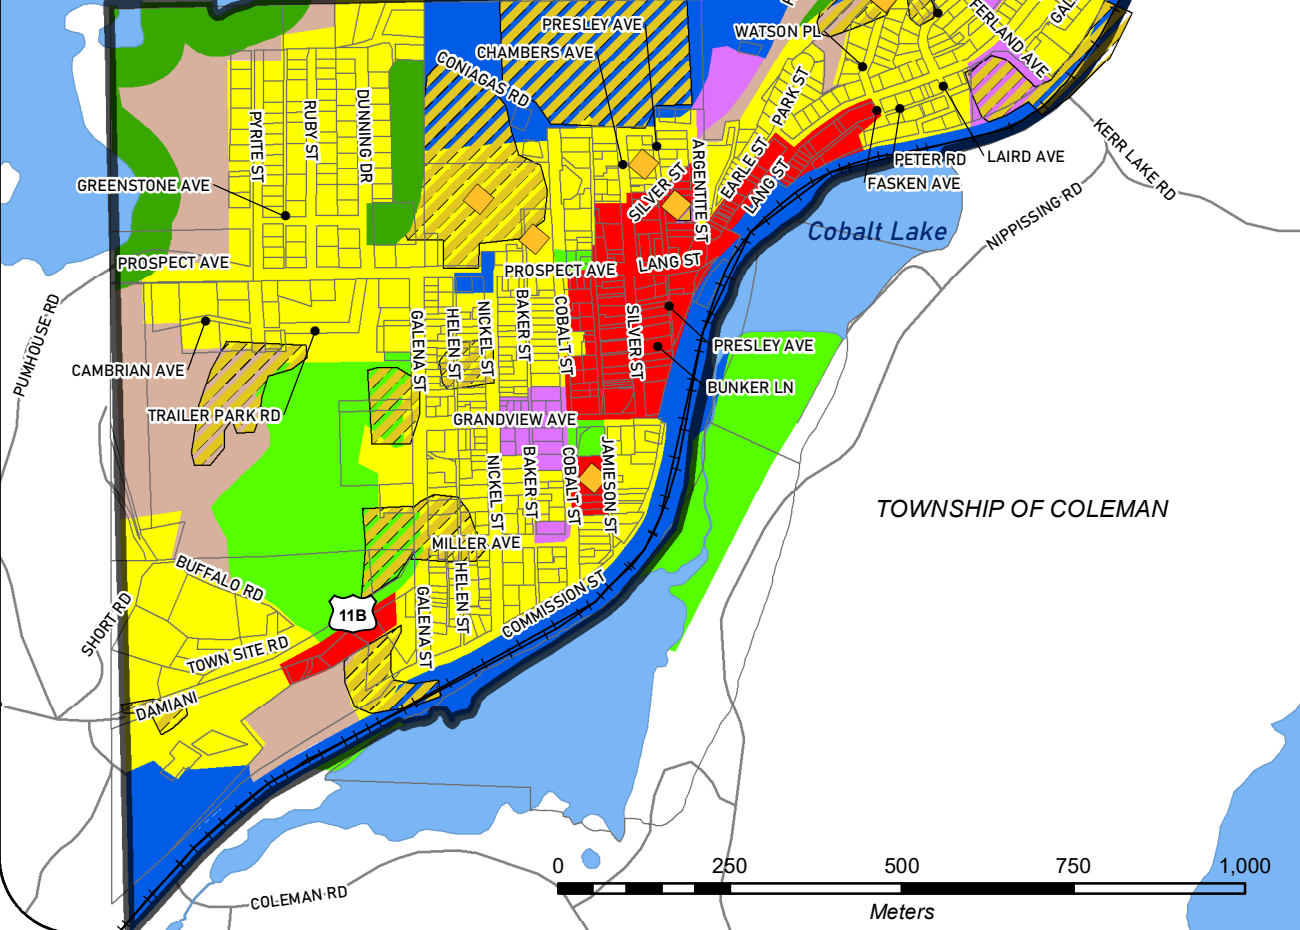 PRESLEY AVE
CHAMBERS AVE
CONIAGAS RD
WATSON PL
FERLAND AVE
GAL
PARK ST
PYRITE ST
RUBY ST
DUNNING DR
GREENSTONE AVE
SILVER ST
ARGENTITE ST
EARLE ST
LANG ST
PETER RD
LAIRD AVE
FASKEN AVE
KERR LAKE RD
NIPISSING RD
Cobalt Lake
PROSPECT AVE
PROSPECT AVE
LANG ST
PUMHOUSE RD
CAMBRIAN AVE
TRAILER PARK RD
GALENA ST
HELEN ST
NICKEL ST
BAKER ST
COBALT ST
SILVER ST
PRESLEY AVE
BUNKER LN
GRANDVIEW AVE
NICKEL ST
BAKER ST
COBALT ST
JAMIESON ST
TOWNSHIP OF COLEMAN
MILLER AVE
BUFFALO RD
SHORT RD
11B
TOWN SITE RD
GALENA ST
HELEN ST
COMMISSION ST
DAMIANI
COLEMAN RD
0 250 500 750 1,000
Meters